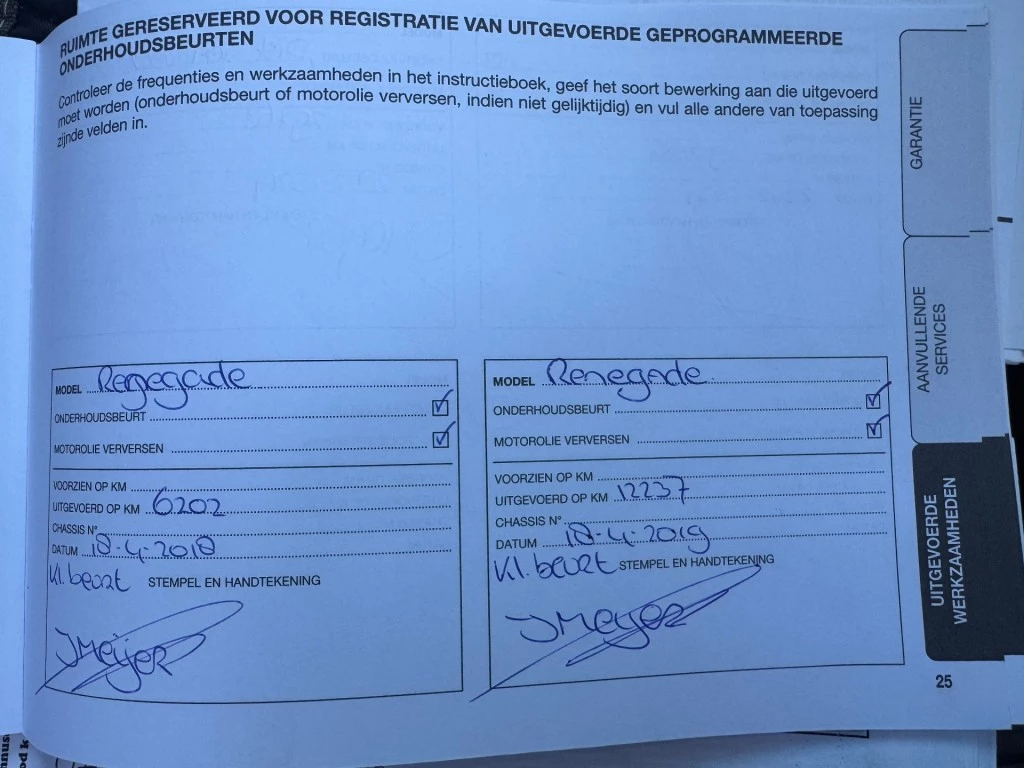 RUIMTE GERESERVEERD VOOR REGISTRATIE VAN UITGEVOERDE GEPROGRAMMEERDE
ONDERHOUDSBEURTEN
Controleer de frequenties en werkzaamheden in het instructieboek, geef het soort bewerking aan die uitgevoerd
moet worden (onderhoudsbeurt of motorolie verversen, indien niet gelijktijdig) en vul alle andere van toepassing
zijnde velden in.
MODEL Renegade
ONDERHOUDSBEURT
MOTOROLIE VERVERSEN
VOORZIEN OP KM
UITGEVOERD OP KM 6202
CHASSIS N°
DATUM 18-4-2018
Kl. beurt STEMPEL EN HANDTEKENING
JMeijer
MODEL Renegade
ONDERHOUDSBEURT
MOTOROLIE VERVERSEN
VOORZIEN OP KM
UITGEVOERD OP KM 12237
CHASSIS N°
DATUM 18-4-2019
Kl. beurt STEMPEL EN HANDTEKENING
JMeijer
GARANTIE
AANVULLENDE
SERVICES
UITGEVOERDE
WERKZAAMHEDEN
25